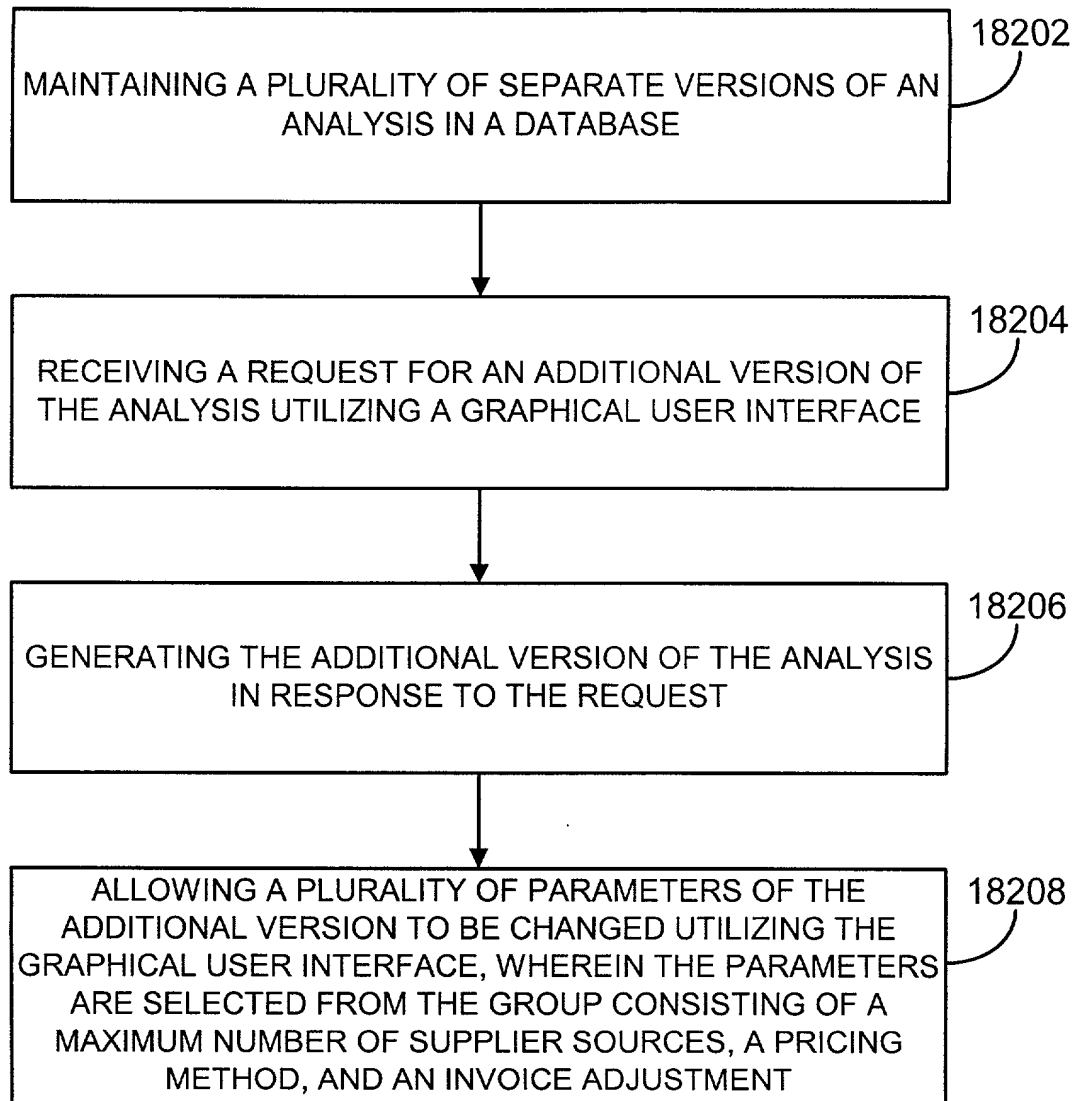 18202
MAINTAINING A PLURALITY OF SEPARATE VERSIONS OF AN
ANALYSIS IN A DATABASE
18204
RECEIVING A REQUEST FOR AN ADDITIONAL VERSION OF
THE ANALYSIS UTILIZING A GRAPHICAL USER INTERFACE
18206
GENERATING THE ADDITIONAL VERSION OF THE ANALYSIS
IN RESPONSE TO THE REQUEST
18208
ALLOWING A PLURALITY OF PARAMETERS OF THE
ADDITIONAL VERSION TO BE CHANGED UTILIZING THE
GRAPHICAL USER INTERFACE, WHEREIN THE PARAMETERS
ARE SELECTED FROM THE GROUP CONSISTING OF A
MAXIMUM NUMBER OF SUPPLIER SOURCES, A PRICING
METHOD, AND AN INVOICE ADJUSTMENT